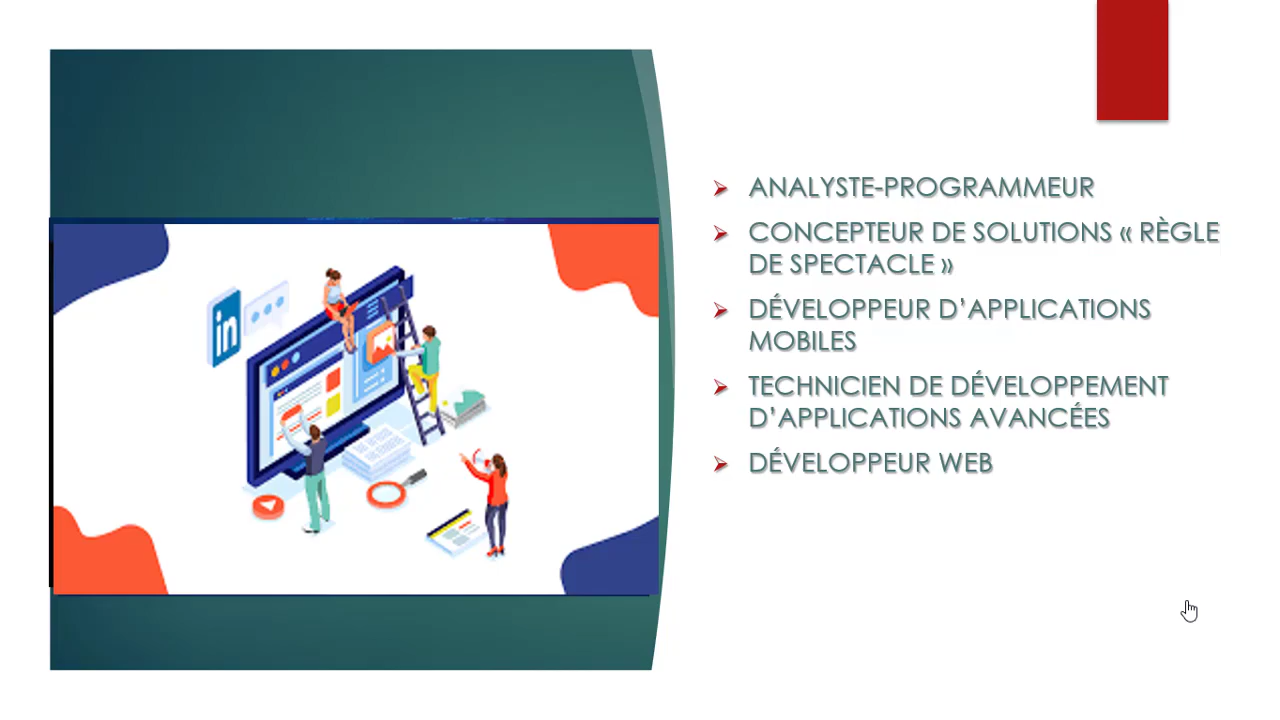 in
ANALYSTE-PROGRAMMEUR
CONCEPTEUR DE SOLUTIONS « RÈGLE
DE SPECTACLE »
DÉVELOPPEUR D’APPLICATIONS
MOBILES
TECHNICIEN DE DÉVELOPPEMENT
D’APPLICATIONS AVANCÉES
DÉVELOPPEUR WEB